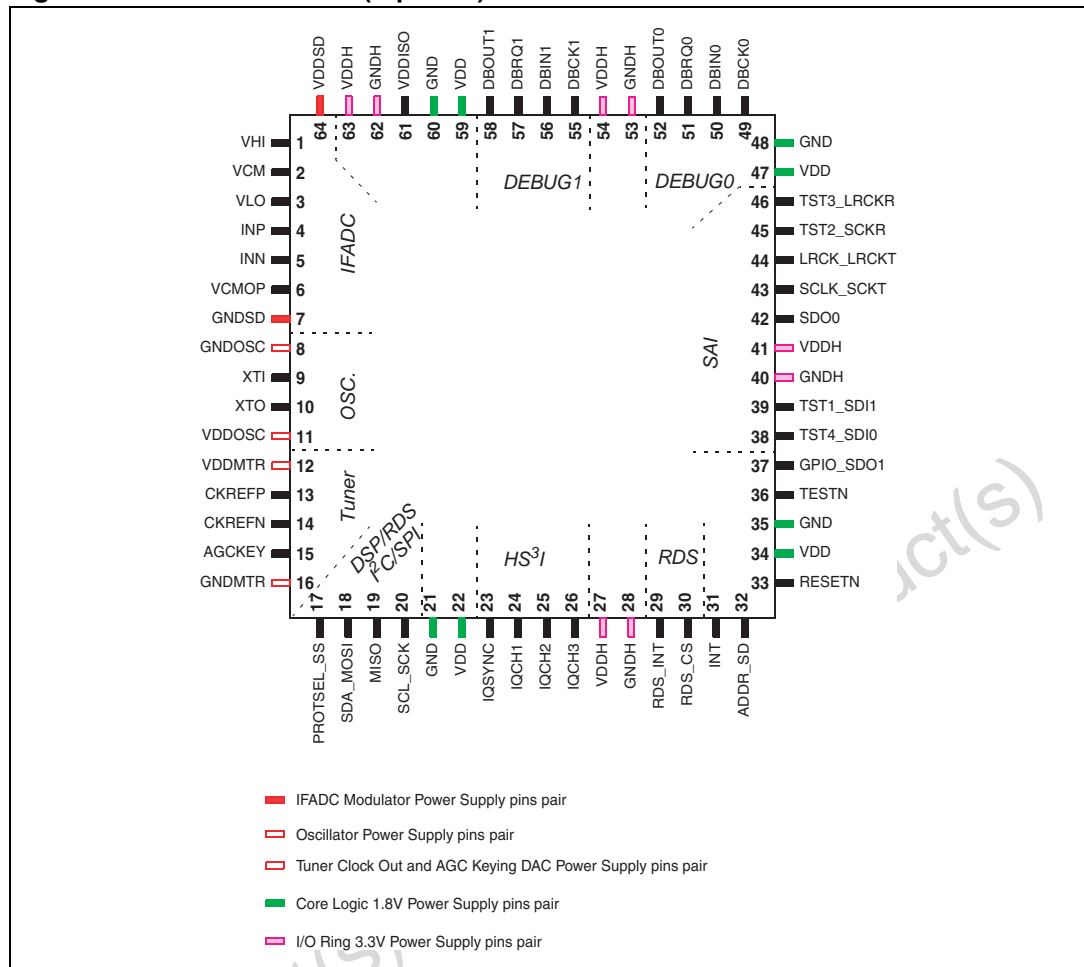 VDDSD
VDDH
GNDH
VDDISO
GND
VDD
DBOUT1
DBRQ1
DBIN1
DBCK1
VDDH
GNDH
DBOUT0
DBRQ0
DBIN0
DBCK0
64
63
62
61
60
59
58
57
56
55
54
53
52
51
50
49
VHI 1
VCM 2
VLO 3
INP 4
INN 5
VCMOP 6
GNDSD 7
GNDOSC 8
XTI 9
XTO 10
VDDOSC 11
VDDMTR 12
CKREFP 13
CKREFN 14
AGCKEY 15
GNDMTR 16
IFADC
OSC.
Tuner
DSP/RDS
I²C/SPI
DEBUG1
DEBUG0
SAI
HS³I
RDS
48 GND
47 VDD
46 TST3_LRCKR
45 TST2_SCKR
44 LRCK_LRCKT
43 SCLK_SCKT
42 SDO0
41 VDDH
40 GNDH
39 TST1_SDI1
38 TST4_SDI0
37 GPIO_SDO1
36 TESTN
35 GND
34 VDD
33 RESETN
17
18
19
20
21
22
23
24
25
26
27
28
29
30
31
32
PROTSEL_SS
SDA_MOSI
MISO
SCL_SCK
GND
VDD
IQSYNC
IQCH1
IQCH2
IQCH3
VDDH
GNDH
RDS_INT
RDS_CS
INT
ADDR_SD
uct(s)
IFADC Modulator Power Supply pins pair
Oscillator Power Supply pins pair
Tuner Clock Out and AGC Keying DAC Power Supply pins pair
Core Logic 1.8V Power Supply pins pair
I/O Ring 3.3V Power Supply pins pair